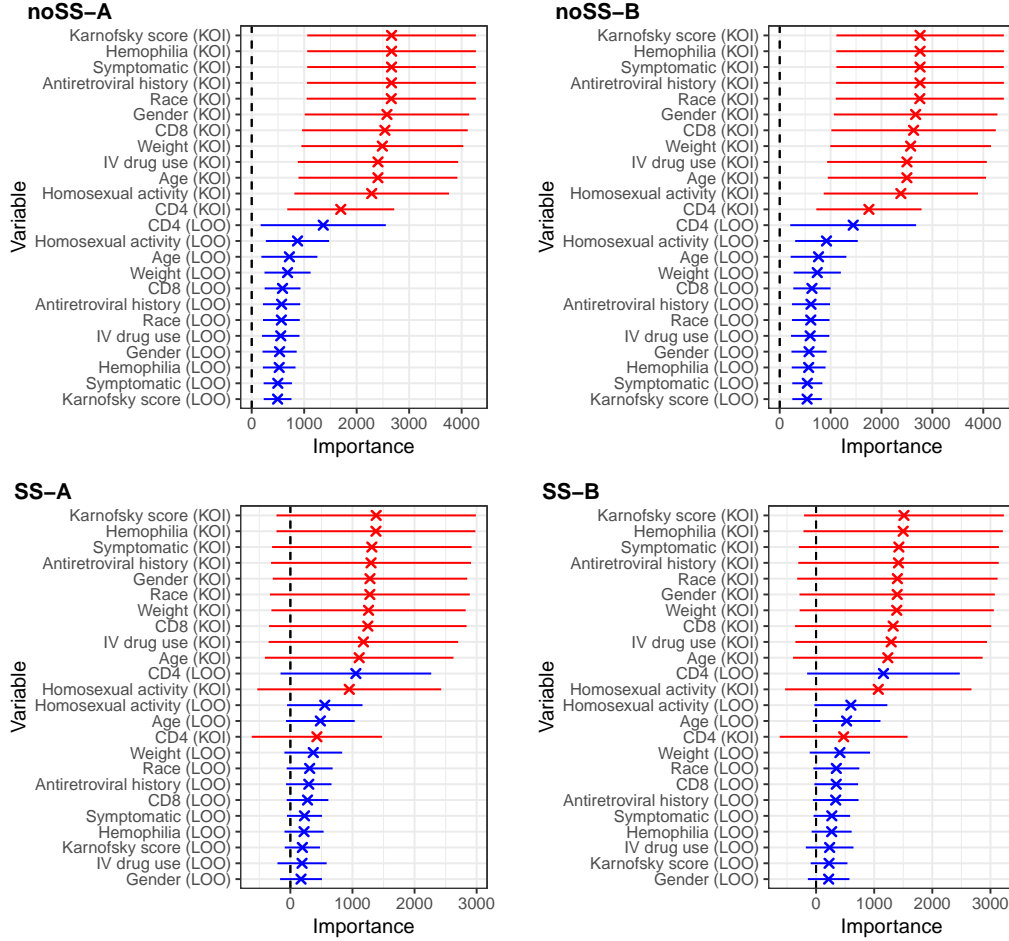 noSS−A
Karnofsky score (KOI)
Hemophilia (KOI)
Symptomatic (KOI)
Antiretroviral history (KOI)
Race (KOI)
Gender (KOI)
CD8 (KOI)
Weight (KOI)
IV drug use (KOI)
Age (KOI)
Homosexual activity (KOI)
CD4 (KOI)
CD4 (LOO)
Homosexual activity (LOO)
Age (LOO)
Weight (LOO)
CD8 (LOO)
Antiretroviral history (LOO)
Race (LOO)
IV drug use (LOO)
Gender (LOO)
Hemophilia (LOO)
Symptomatic (LOO)
Karnofsky score (LOO)
Variable
0 1000 2000 3000 4000
Importance
noSS−B
Karnofsky score (KOI)
Hemophilia (KOI)
Symptomatic (KOI)
Antiretroviral history (KOI)
Race (KOI)
Gender (KOI)
CD8 (KOI)
Weight (KOI)
IV drug use (KOI)
Age (KOI)
Homosexual activity (KOI)
CD4 (KOI)
CD4 (LOO)
Homosexual activity (LOO)
Age (LOO)
Weight (LOO)
CD8 (LOO)
Antiretroviral history (LOO)
Race (LOO)
IV drug use (LOO)
Gender (LOO)
Hemophilia (LOO)
Symptomatic (LOO)
Karnofsky score (LOO)
Variable
0 1000 2000 3000 4000
Importance
SS−A
Karnofsky score (KOI)
Hemophilia (KOI)
Symptomatic (KOI)
Antiretroviral history (KOI)
Gender (KOI)
Race (KOI)
Weight (KOI)
CD8 (KOI)
IV drug use (KOI)
Age (KOI)
CD4 (LOO)
Homosexual activity (KOI)
Homosexual activity (LOO)
Age (LOO)
CD4 (KOI)
Weight (LOO)
Race (LOO)
Antiretroviral history (LOO)
CD8 (LOO)
Symptomatic (LOO)
Hemophilia (LOO)
Karnofsky score (LOO)
IV drug use (LOO)
Gender (LOO)
Variable
0 1000 2000 3000
Importance
SS−B
Karnofsky score (KOI)
Hemophilia (KOI)
Symptomatic (KOI)
Antiretroviral history (KOI)
Race (KOI)
Gender (KOI)
Weight (KOI)
CD8 (KOI)
IV drug use (KOI)
Age (KOI)
CD4 (LOO)
Homosexual activity (KOI)
Homosexual activity (LOO)
Age (LOO)
CD4 (KOI)
Weight (LOO)
Race (LOO)
CD8 (LOO)
Antiretroviral history (LOO)
Symptomatic (LOO)
Hemophilia (LOO)
IV drug use (LOO)
Karnofsky score (LOO)
Gender (LOO)
Variable
0 1000 2000 3000
Importance